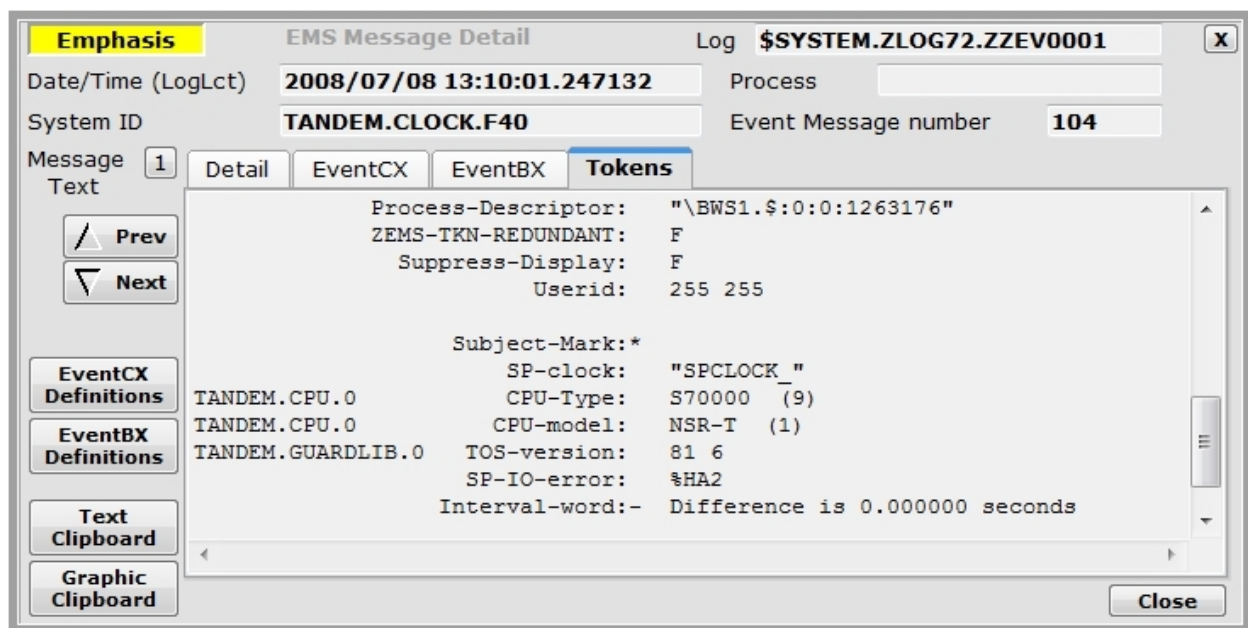 Emphasis EMS Message Detail Log $SYSTEM.ZLOG72.ZZEV0001 X
Date/Time (LogLct) 2008/07/08 13:10:01.247132 Process
System ID TANDEM.CLOCK.F40 Event Message number 104
Message Text 1
Detail EventCX EventBX Tokens
Prev
Next
EventCX Definitions
EventBX Definitions
Text Clipboard
Graphic Clipboard
Process-Descriptor: "\BWS1.$:0:0:1263176"
ZEMS-TKN-REDUNDANT: F
Suppress-Display: F
Userid: 255 255
Subject-Mark:*
SP-clock: "SPCLOCK_"
TANDEM.CPU.0 CPU-Type: S70000 (9)
TANDEM.CPU.0 CPU-model: NSR-T (1)
TANDEM.GUARDLIB.0 TOS-version: 81 6
SP-IO-error: %HA2
Interval-word:- Difference is 0.000000 seconds
Close